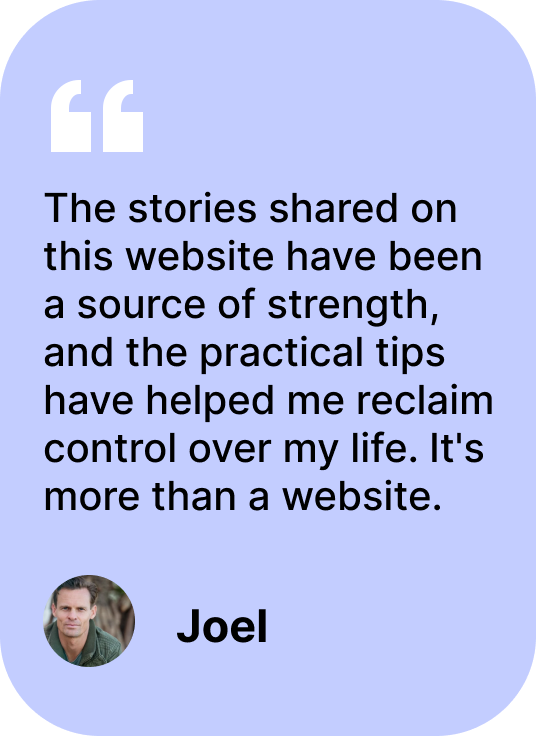 The stories shared on
this website have been
a source of strength,
and the practical tips
have helped me reclaim
control over my life. It's
more than a website.
Joel